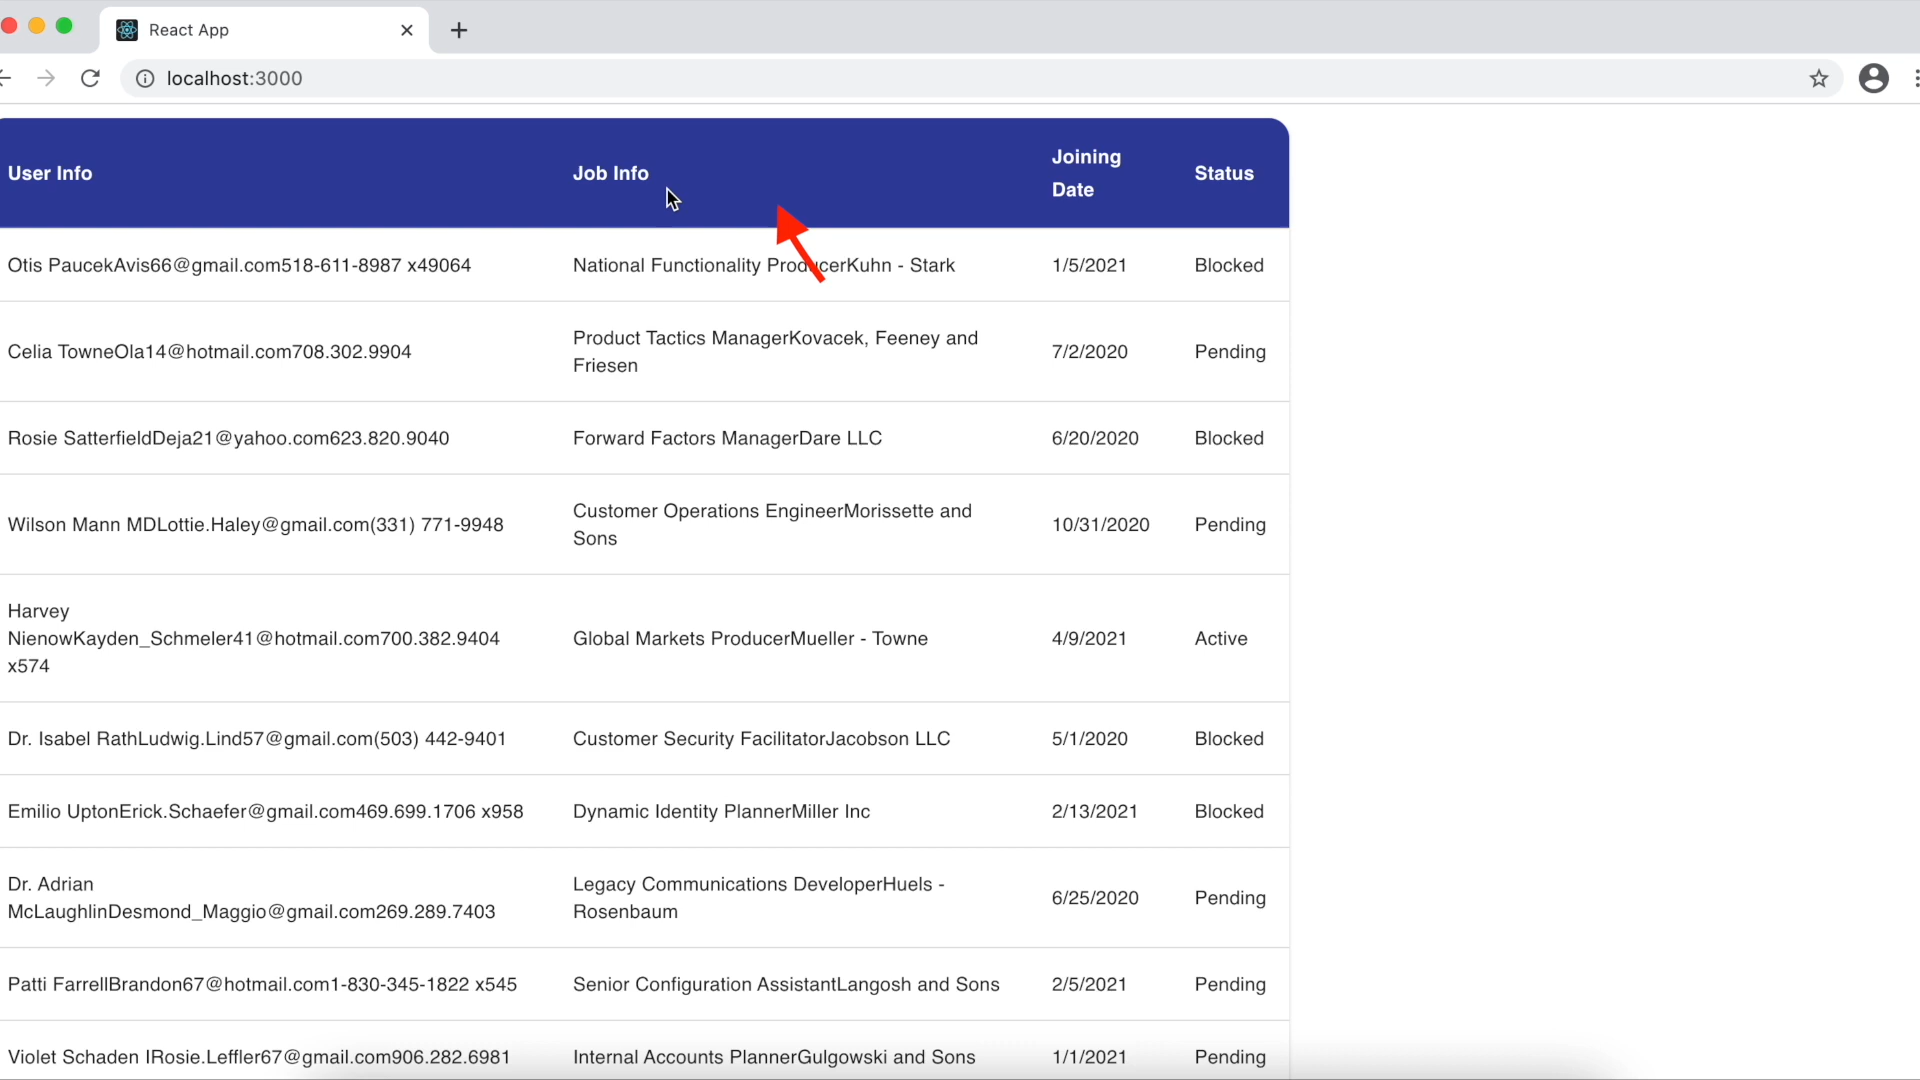 React App
localhost:3000
User Info
Job Info
Joining
Date
Status
Otis PaucekAvis66@gmail.com518-611-8987 x49064
National Functionality ProducerKuhn - Stark
1/5/2021
Blocked
Celia TowneOla14@hotmail.com708.302.9904
Product Tactics ManagerKovacek, Feeney and
Friesen
7/2/2020
Pending
Rosie SatterfieldDeja21@yahoo.com623.820.9040
Forward Factors ManagerDare LLC
6/20/2020
Blocked
Wilson Mann MDLottie.Haley@gmail.com(331) 771-9948
Customer Operations EngineerMorissette and
Sons
10/31/2020
Pending
Harvey
NienowKayden_Schmeler41@hotmail.com700.382.9404
x574
Global Markets ProducerMueller - Towne
4/9/2021
Active
Dr. Isabel RathLudwig.Lind57@gmail.com(503) 442-9401
Customer Security FacilitatorJacobson LLC
5/1/2020
Blocked
Emilio UptonErick.Schaefer@gmail.com469.699.1706 x958
Dynamic Identity PlannerMiller Inc
2/13/2021
Blocked
Dr. Adrian
McLaughlinDesmond_Maggio@gmail.com269.289.7403
Legacy Communications DeveloperHuels -
Rosenbaum
6/25/2020
Pending
Patti FarrellBrandon67@hotmail.com1-830-345-1822 x545
Senior Configuration AssistantLangosh and Sons
2/5/2021
Pending
Violet Schaden IRosie.Leffler67@gmail.com906.282.6981
Internal Accounts PlannerGulgowski and Sons
1/1/2021
Pending